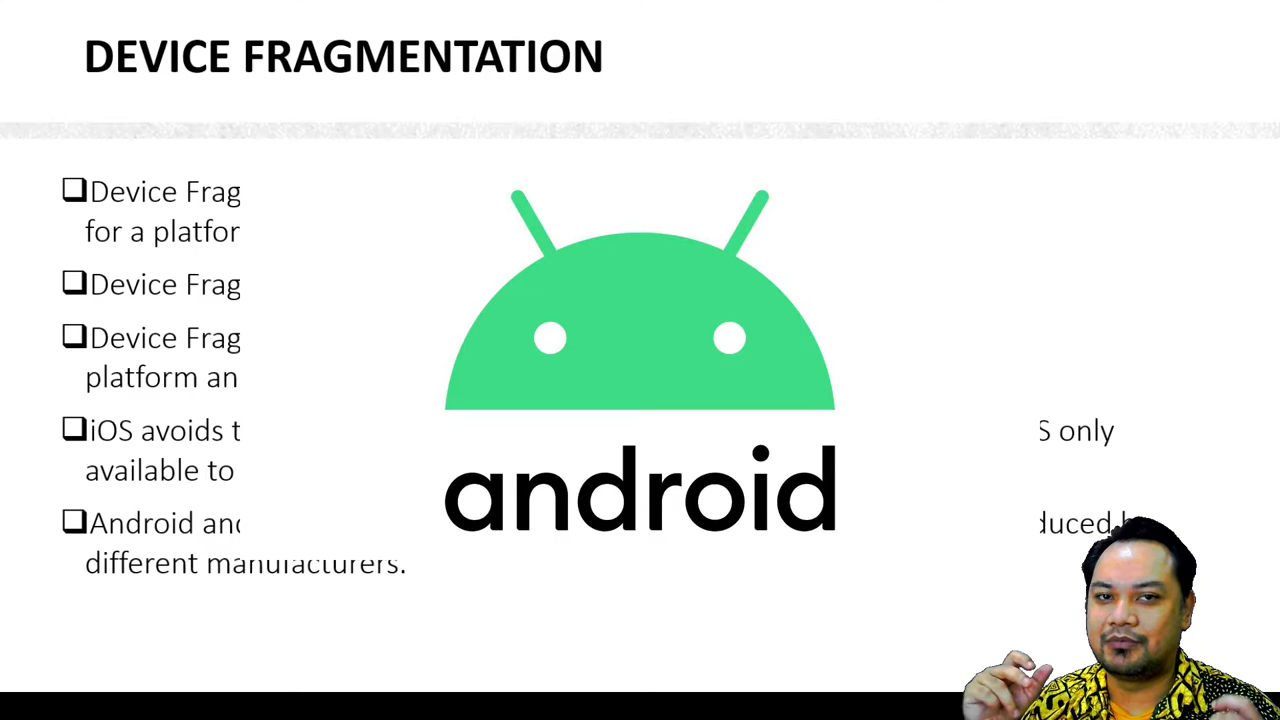 DEVICE FRAGMENTATION
Device Frag
for a platfor
Device Frag
Device Frag
platform an
iOS avoids t S only
available to
Android and duced b
different manufacturers.
android